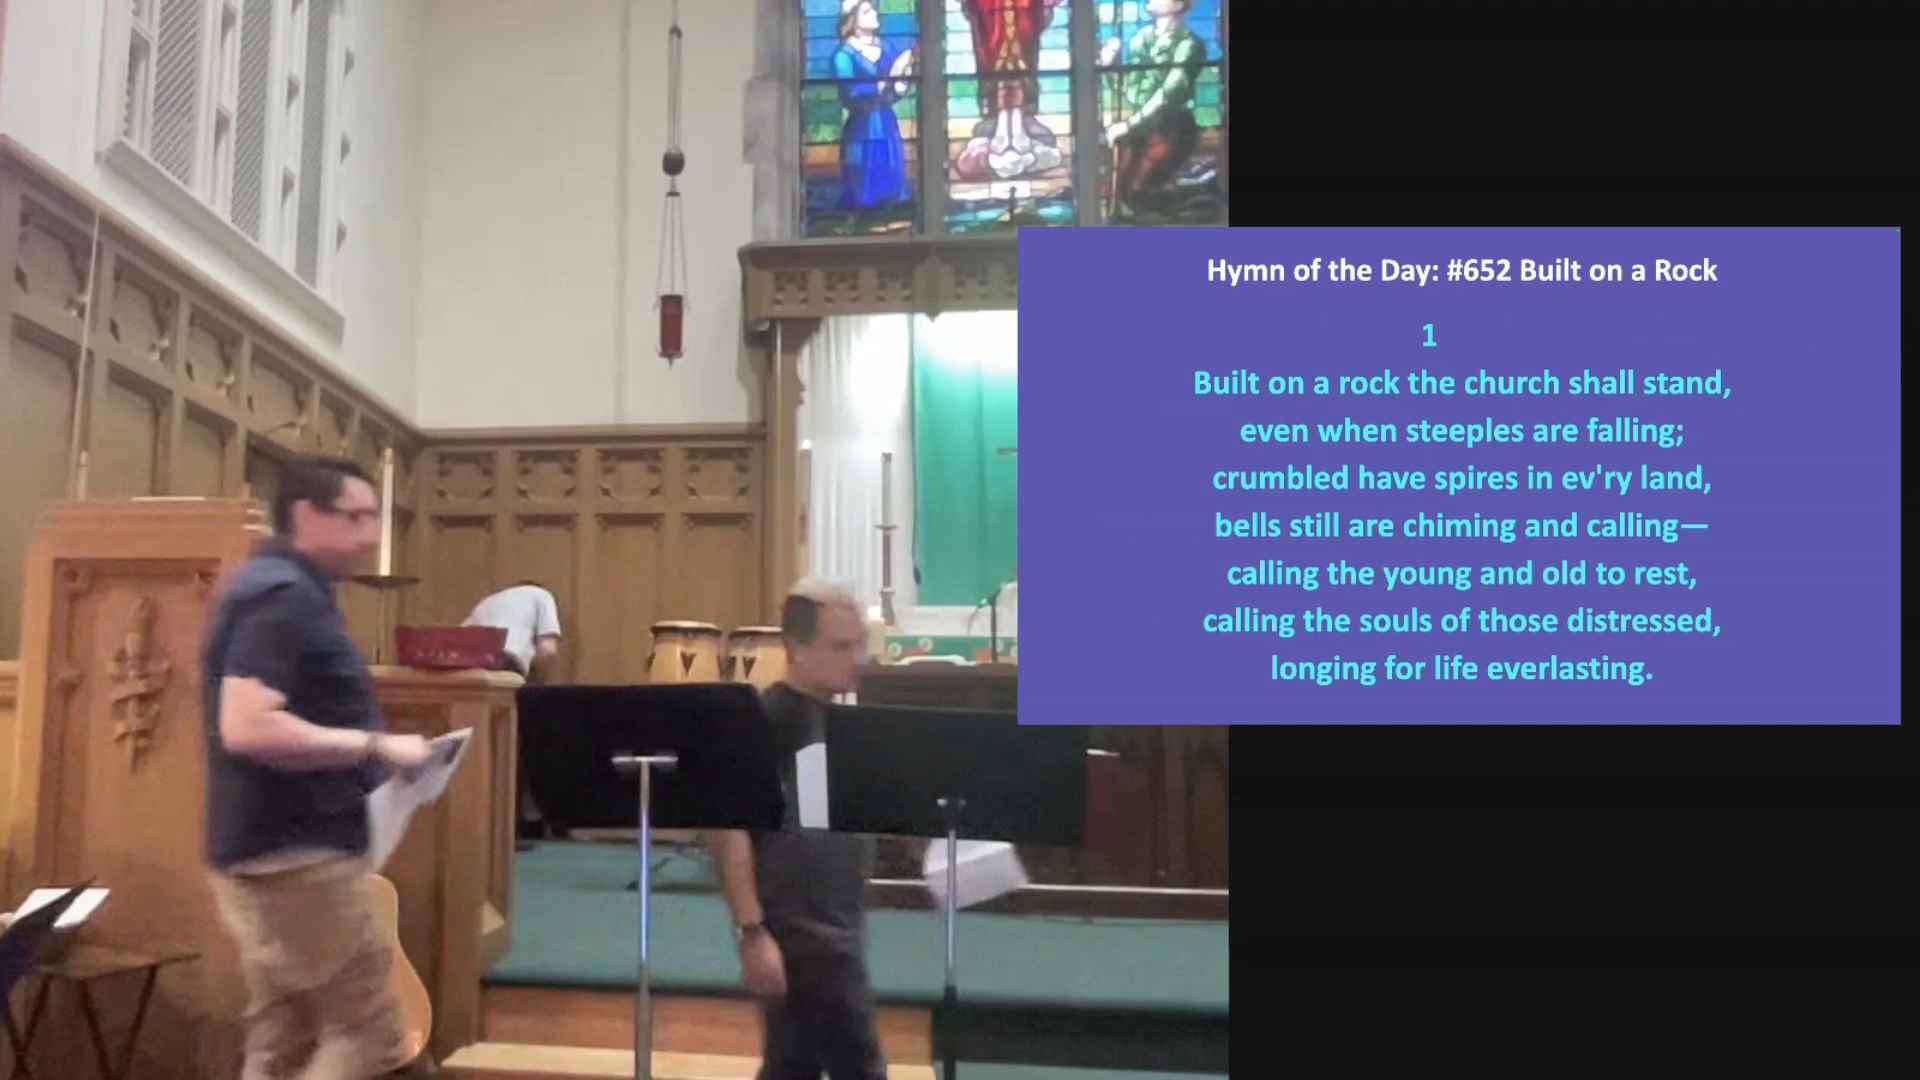 Hymn of the Day: #652 Built on a Rock
1
Built on a rock the church shall stand,
even when steeples are falling;
crumbled have spires in ev'ry land,
bells still are chiming and calling—
calling the young and old to rest,
calling the souls of those distressed,
longing for life everlasting.